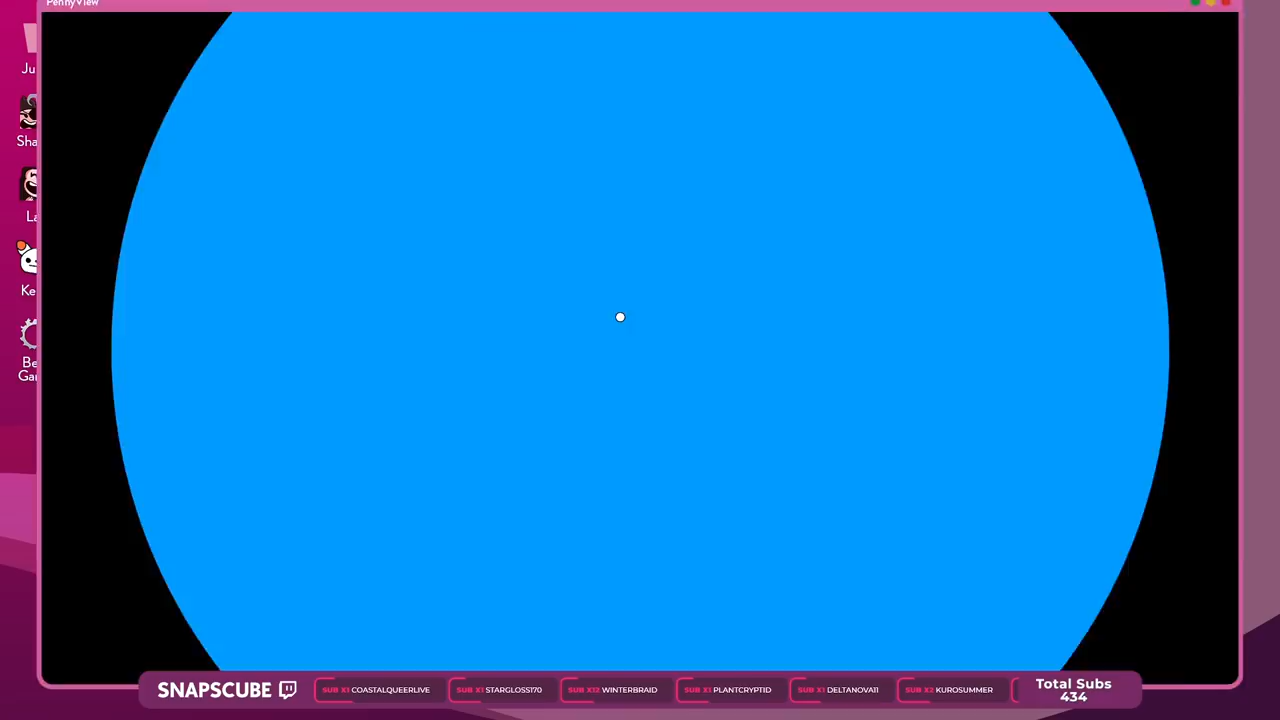 PennyView
Ju
Sha
La
Ke
Be
Gar
SNAPSCUBE
SUB X1 COASTALQUEERLIVE
SUB X1 STARGLOSS170
SUB X12 WINTERBRAID
SUB X1 PLANTCRYPTID
SUB X1 DELTANOVA11
SUB X2 KUROSUMMER
Total Subs
434